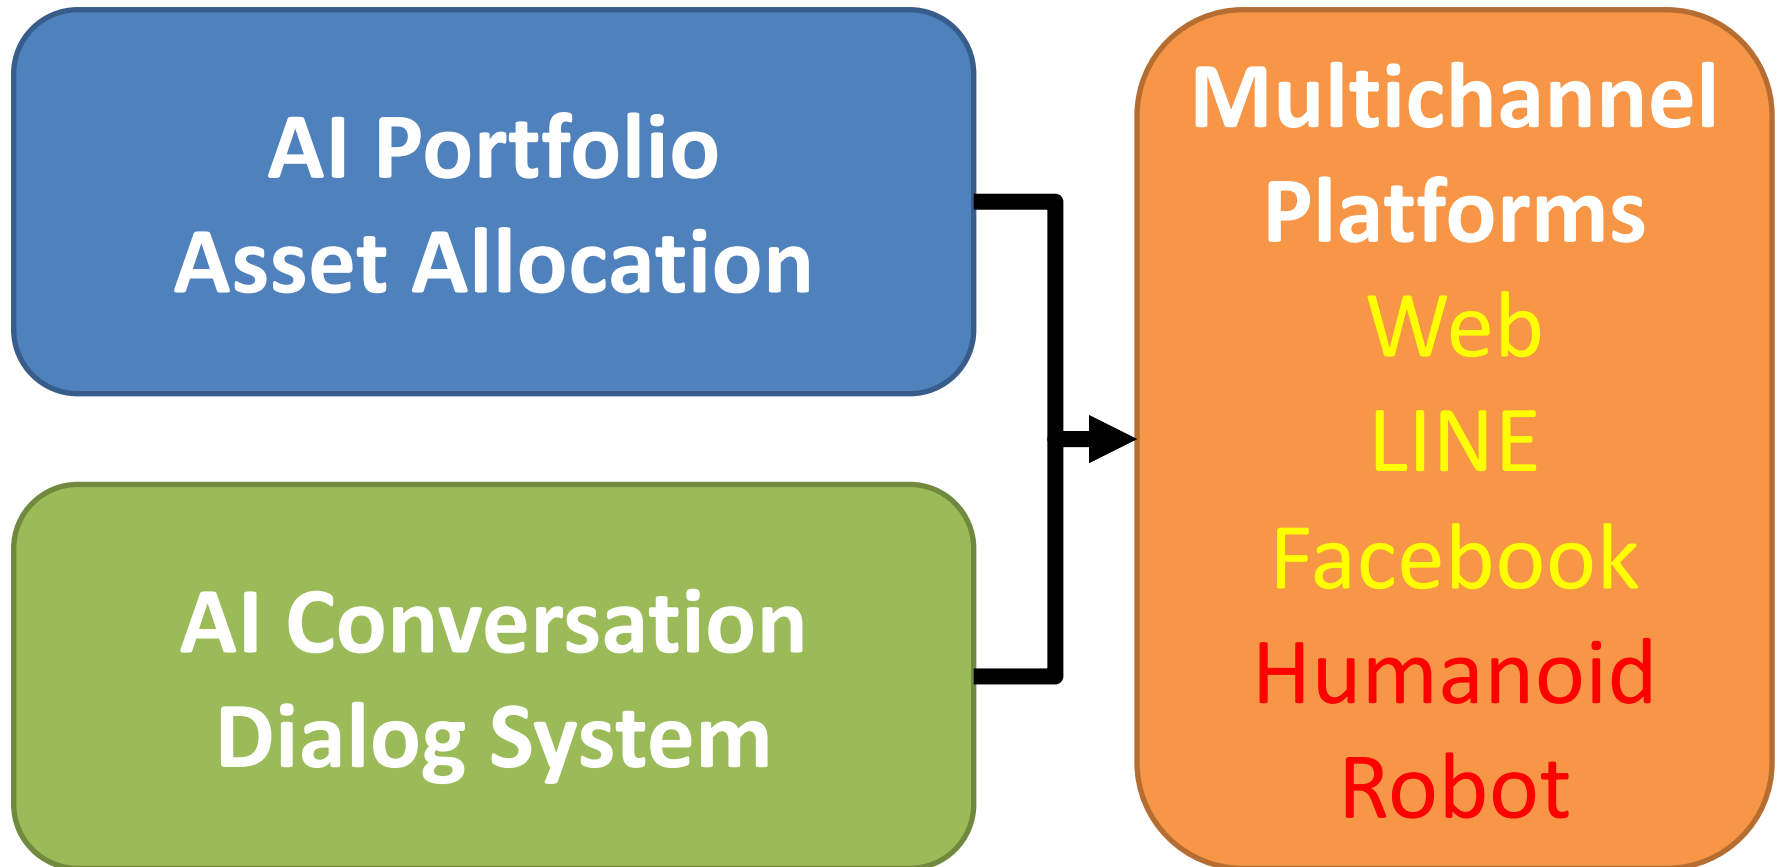 AI Portfolio
Asset Allocation
AI Conversation
Dialog System
Multichannel
Platforms
Web
LINE
Facebook
Humanoid
Robot